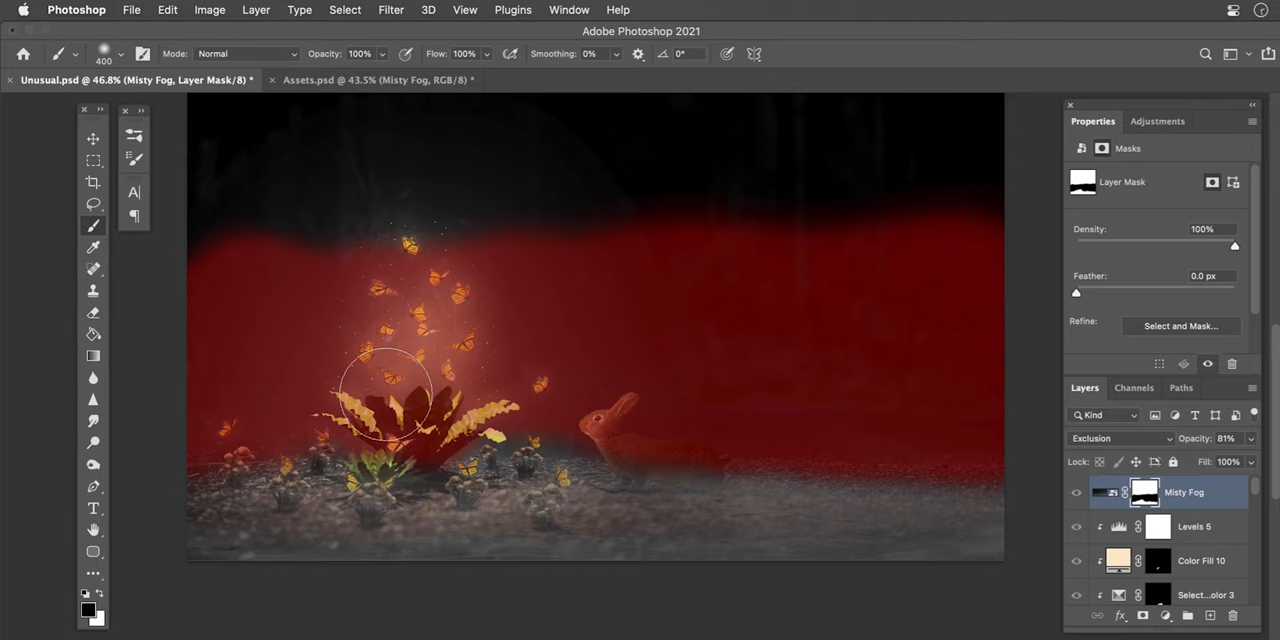 Photoshop File Edit Image Layer Type Select Filter 3D View Plugins Window Help
Adobe Photoshop 2021
400 Mode: Normal Opacity: 100% Flow: 100% Smoothing: 0% 0°
Unusual.psd @ 46.8% (Misty Fog, Layer Mask/8) * Assets.psd @ 43.5% (Misty Fog, RGB/8) *
Properties Adjustments
Masks
Layer Mask
Density: 100%
Feather: 0.0 px
Refine: Select and Mask...
Layers Channels Paths
Kind
Exclusion Opacity: 81%
Lock: Fill: 100%
Misty Fog
Levels 5
Color Fill 10
Select...olor 3